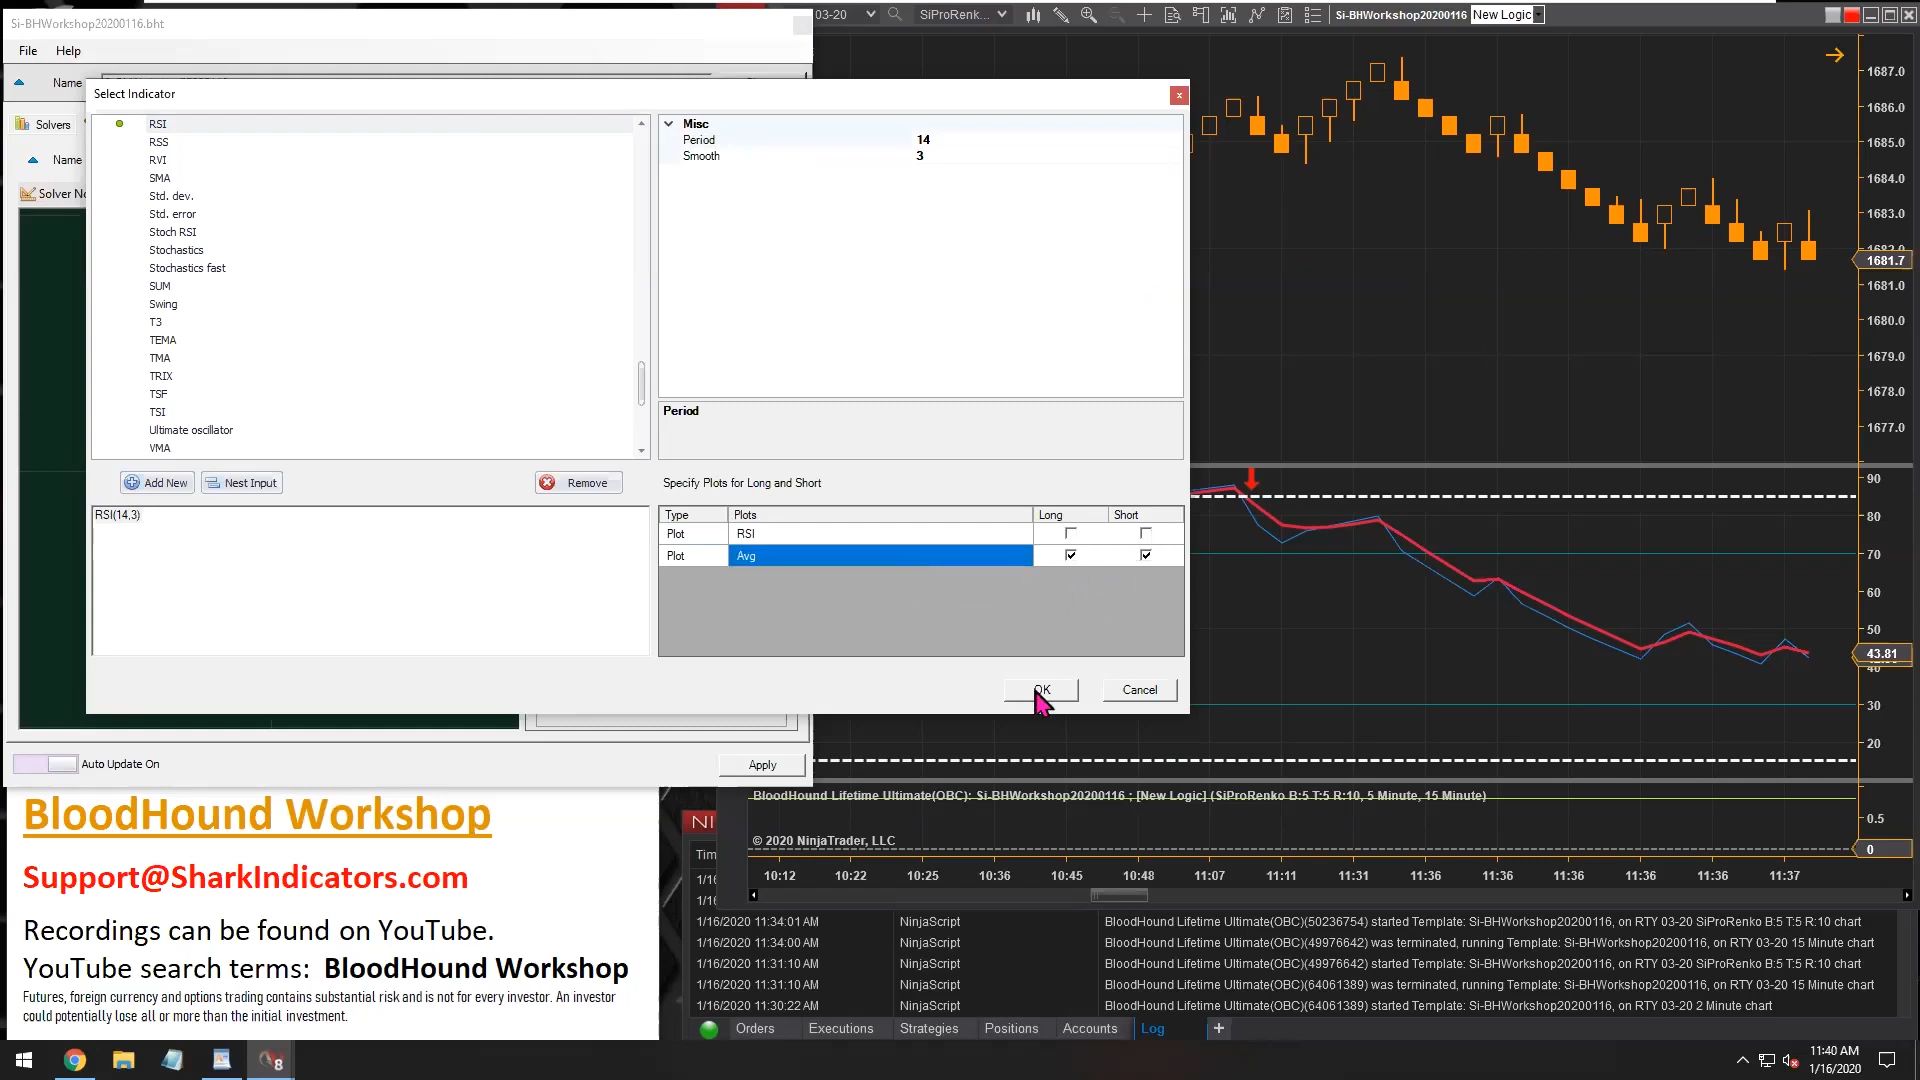 Si-BHWorkshop20200116.bht
File Help
Name
Solvers
Name
Solver No
Select Indicator
RSI
RSS
RVI
SMA
Std. dev.
Std. error
Stoch RSI
Stochastics
Stochastics fast
SUM
Swing
T3
TEMA
TMA
TRIX
TSF
TSI
Ultimate oscillator
VMA
Add New Nest Input Remove
RSI(14,3)
Misc
Period 14
Smooth 3
Period
Specify Plots for Long and Short
Type Plots Long Short
Plot RSI
Plot Avg
OK Cancel
Auto Update On
Apply
03-20 SiProRenk... Si-BHWorkshop20200116 New Logic
1687.0
1686.0
1685.0
1684.0
1683.0
1682.0
1681.7
1681.0
1680.0
1679.0
1678.0
1677.0
90
80
70
60
50
43.81
40
30
20
BloodHound Lifetime Ultimate(OBC): Si-BHWorkshop20200116 ; [New Logic] (SiProRenko B:5 T:5 R:10, 5 Minute, 15 Minute)
0.5
© 2020 NinjaTrader, LLC
0
10:12 10:22 10:25 10:36 10:45 10:48 11:07 11:11 11:31 11:36 11:36 11:36 11:36 11:36 11:37
BloodHound Workshop
Support@SharkIndicators.com
Recordings can be found on YouTube.
YouTube search terms: BloodHound Workshop
Futures, foreign currency and options trading contains substantial risk and is not for every investor. An investor
could potentially lose all or more than the initial investment.
NI
Tim
1/16
1/16
1/16/2020 11:34:01 AM NinjaScript BloodHound Lifetime Ultimate(OBC)(50236754) started Template: Si-BHWorkshop20200116, on RTY 03-20 SiProRenko B:5 T:5 R:10 chart
1/16/2020 11:34:00 AM NinjaScript BloodHound Lifetime Ultimate(OBC)(49976642) was terminated, running Template: Si-BHWorkshop20200116, on RTY 03-20 15 Minute chart
1/16/2020 11:31:10 AM NinjaScript BloodHound Lifetime Ultimate(OBC)(49976642) started Template: Si-BHWorkshop20200116, on RTY 03-20 SiProRenko B:5 T:5 R:10 chart
1/16/2020 11:31:10 AM NinjaScript BloodHound Lifetime Ultimate(OBC)(64061389) was terminated, running Template: Si-BHWorkshop20200116, on RTY 03-20 15 Minute chart
1/16/2020 11:30:22 AM NinjaScript BloodHound Lifetime Ultimate(OBC)(64061389) started Template: Si-BHWorkshop20200116, on RTY 03-20 2 Minute chart
Orders Executions Strategies Positions Accounts Log +
8
11:40 AM
1/16/2020